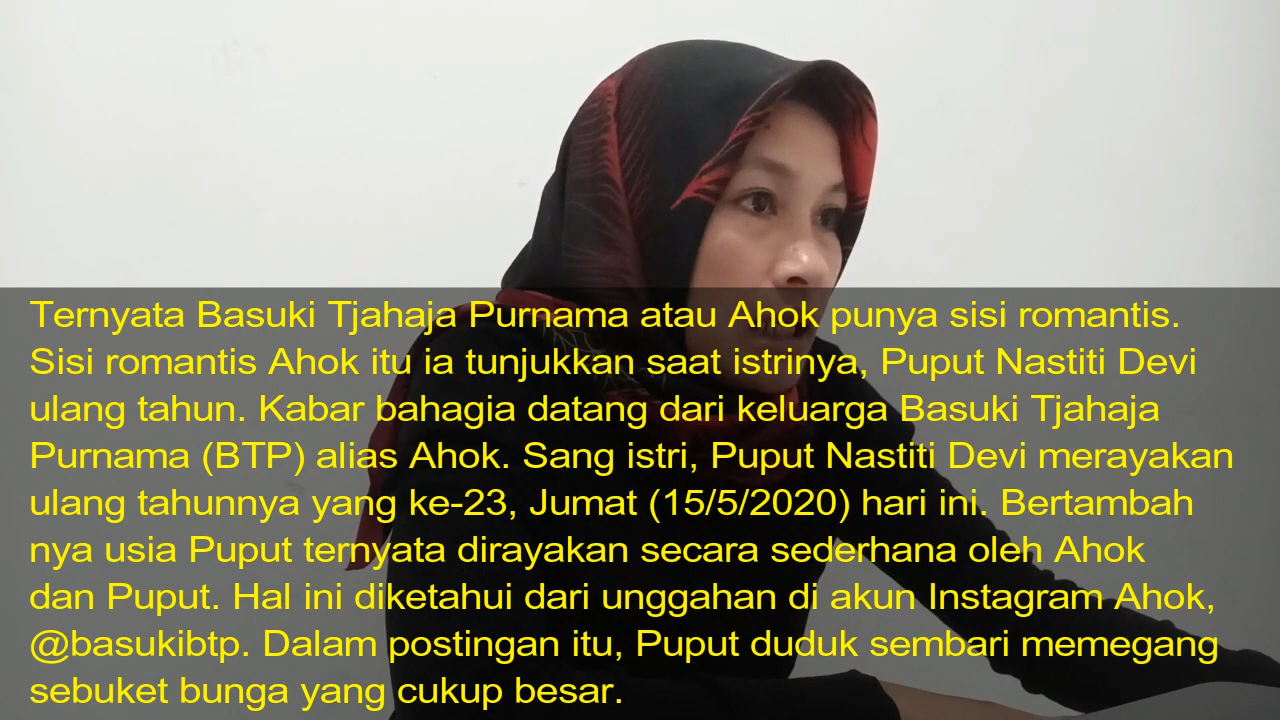 Ternyata Basuki Tjahaja Purnama atau Ahok punya sisi romantis.
Sisi romantis Ahok itu ia tunjukkan saat istrinya, Puput Nastiti Devi
ulang tahun. Kabar bahagia datang dari keluarga Basuki Tjahaja
Purnama (BTP) alias Ahok. Sang istri, Puput Nastiti Devi merayakan
ulang tahunnya yang ke-23, Jumat (15/5/2020) hari ini. Bertambah
nya usia Puput ternyata dirayakan secara sederhana oleh Ahok
dan Puput. Hal ini diketahui dari unggahan di akun Instagram Ahok,
@basukibtp. Dalam postingan itu, Puput duduk sembari memegang
sebuket bunga yang cukup besar.